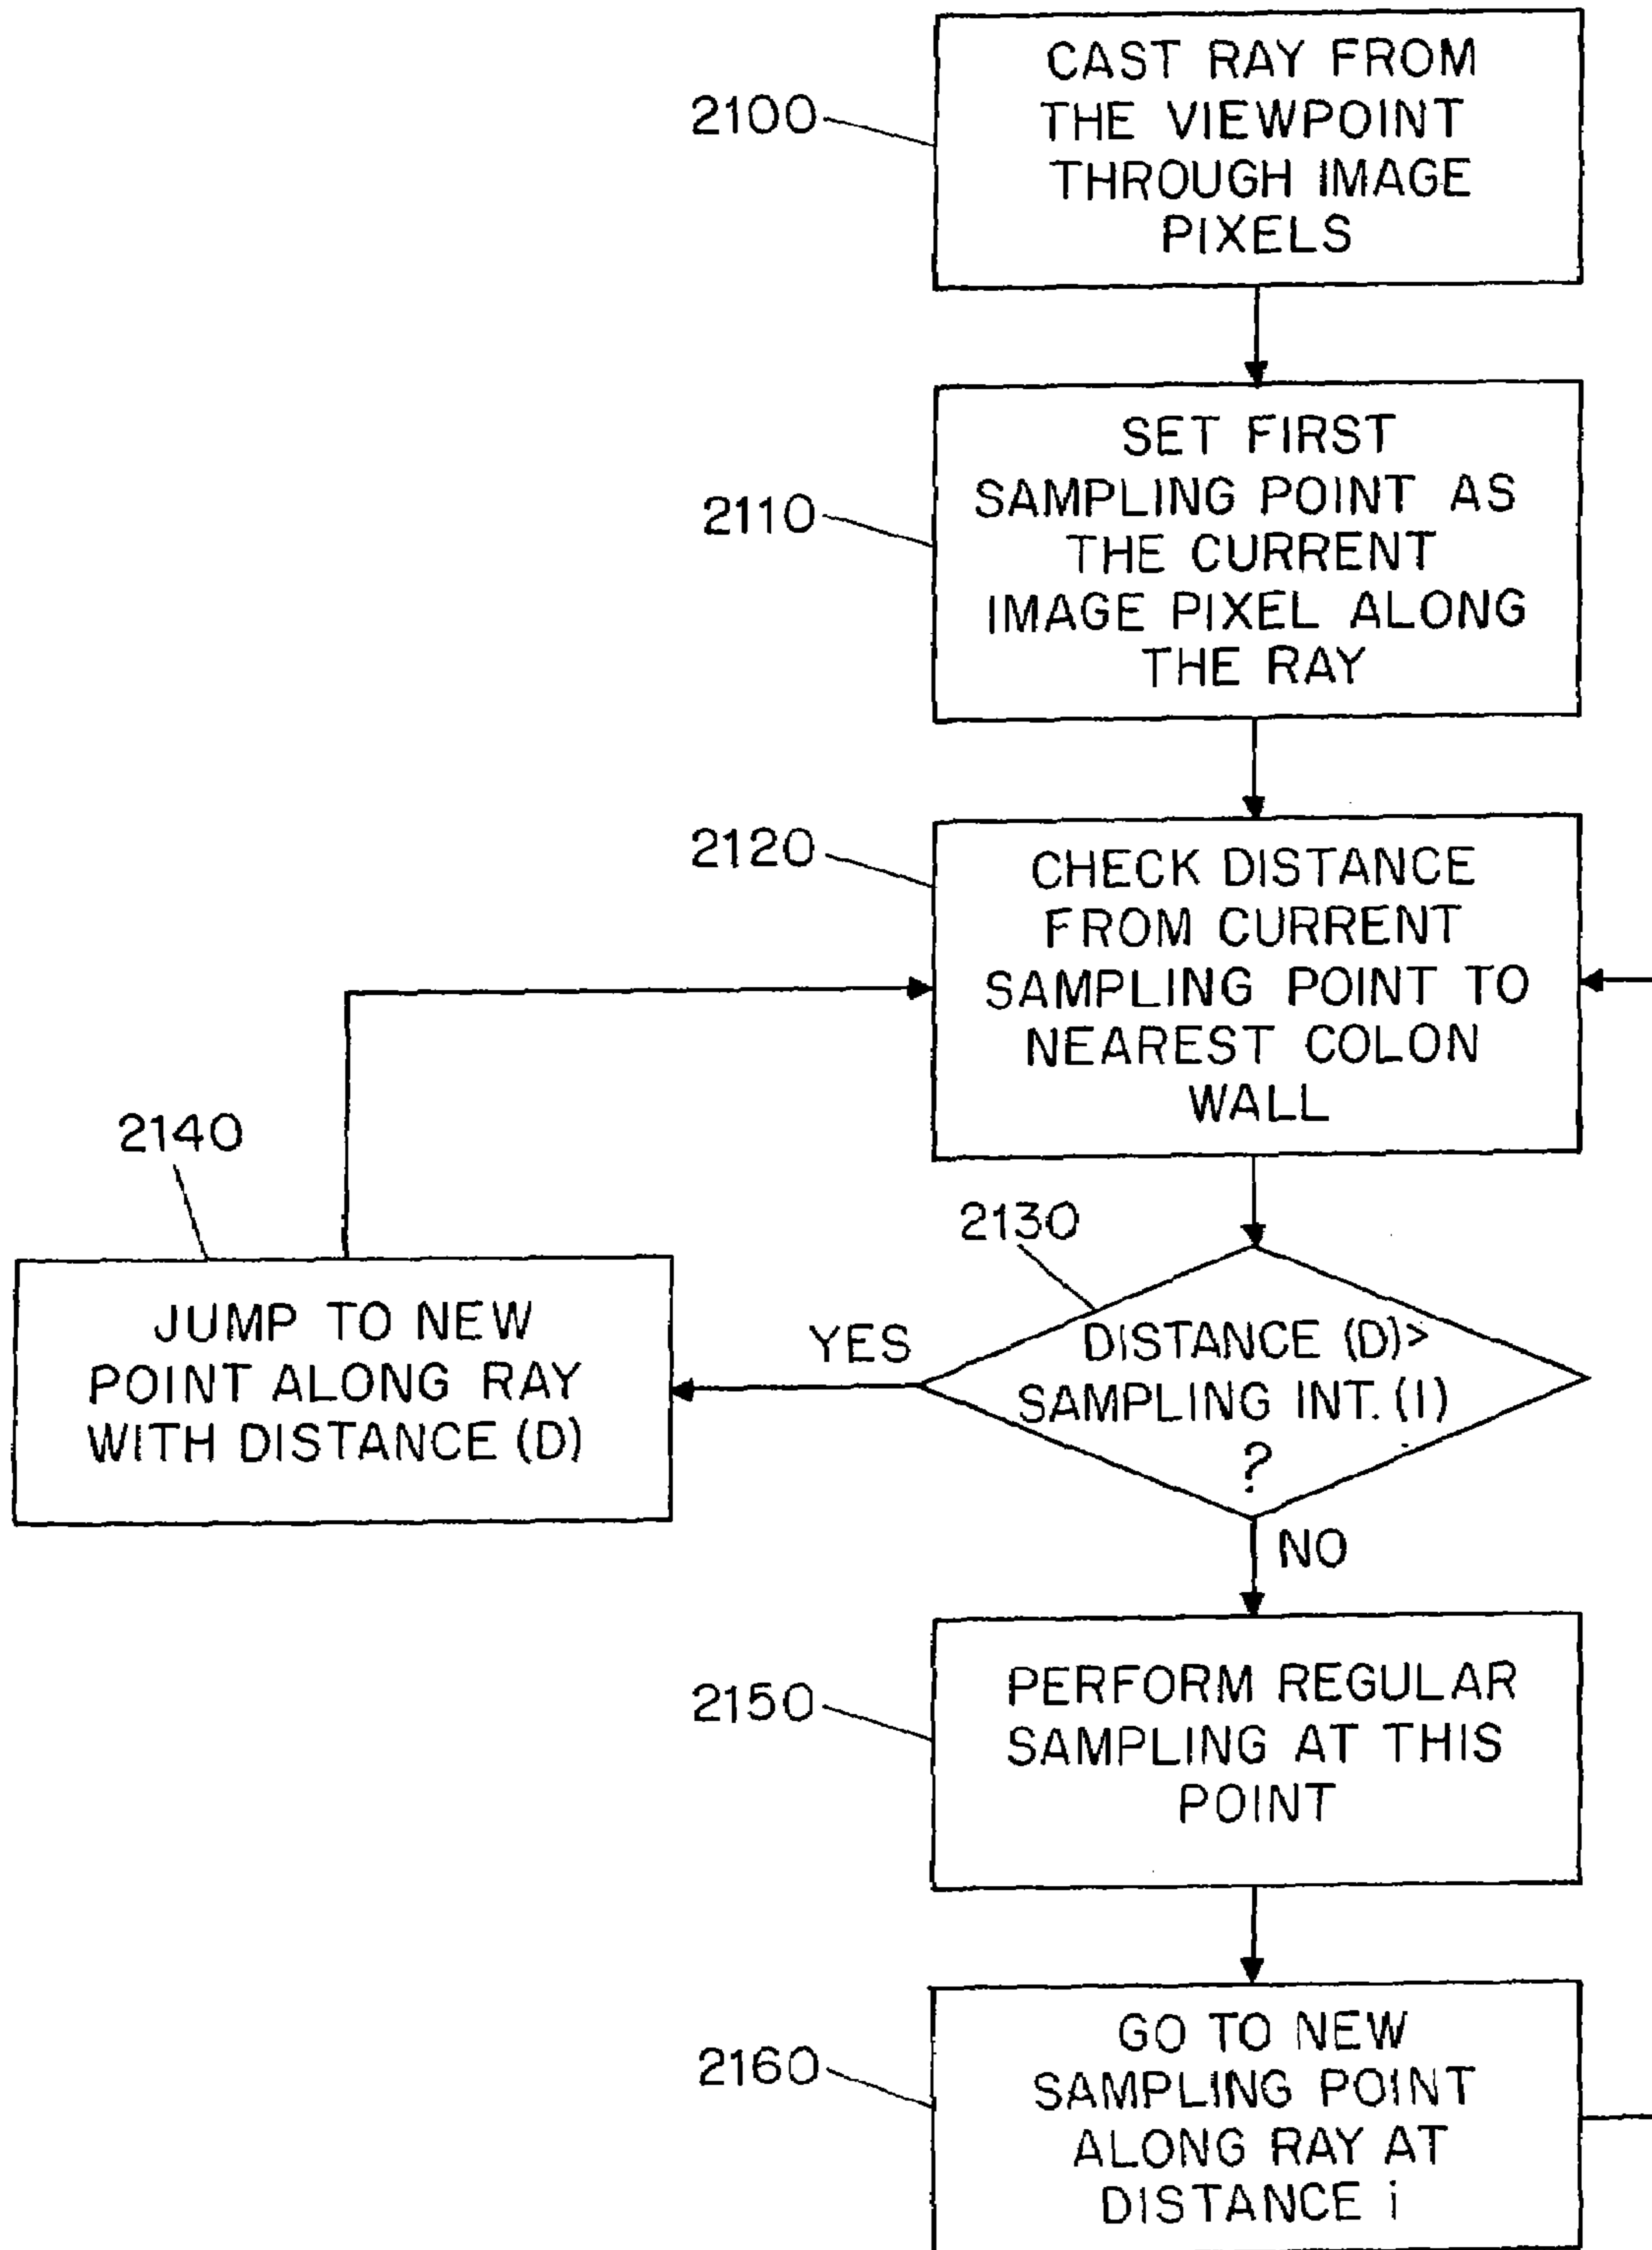 2100
CAST RAY FROM
THE VIEWPOINT
THROUGH IMAGE
PIXELS
2110
SET FIRST
SAMPLING POINT AS
THE CURRENT
IMAGE PIXEL ALONG
THE RAY
2120
CHECK DISTANCE
FROM CURRENT
SAMPLING POINT TO
NEAREST COLON
WALL
2130
DISTANCE (D)>
SAMPLING INT. (I)
?
YES
NO
2140
JUMP TO NEW
POINT ALONG RAY
WITH DISTANCE (D)
2150
PERFORM REGULAR
SAMPLING AT THIS
POINT
2160
GO TO NEW
SAMPLING POINT
ALONG RAY AT
DISTANCE i